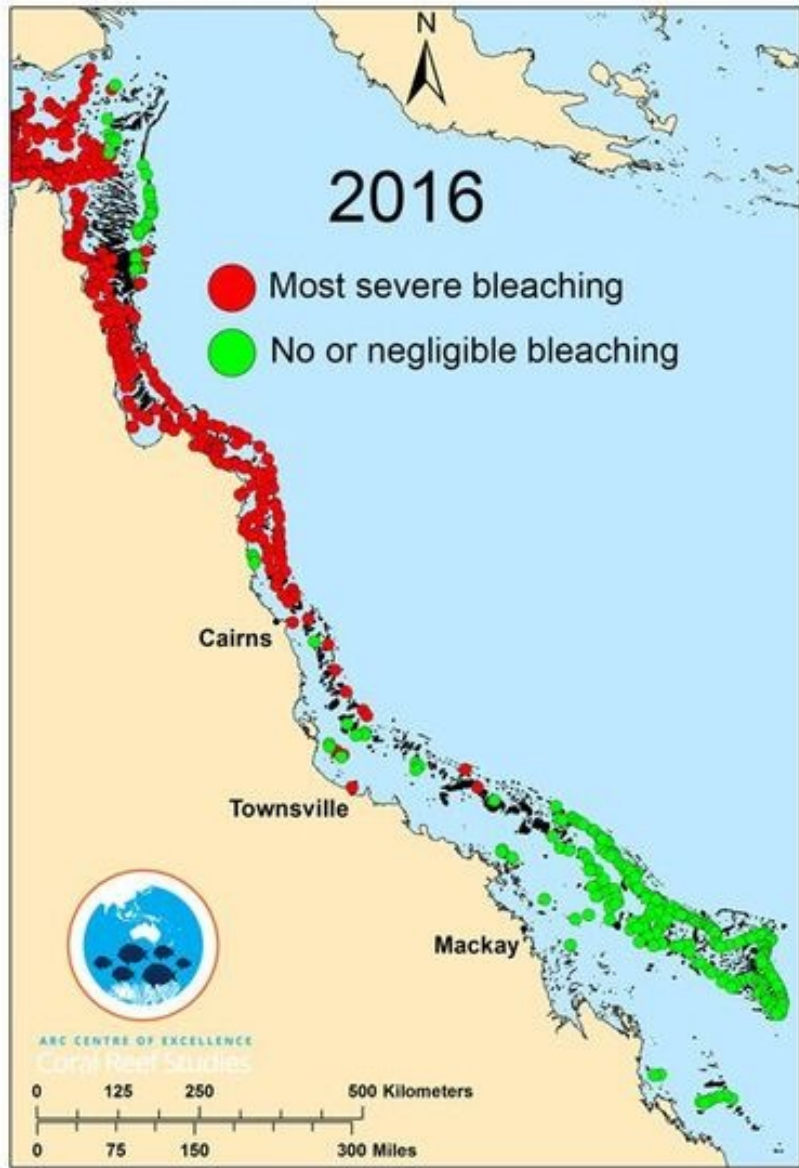 N
2016
Most severe bleaching
No or negligible bleaching
Cairns
Townsville
Mackay
ARC CENTRE OF EXCELLENCE
Coral Reef Studies
0 125 250 500 Kilometers
0 75 150 300 Miles